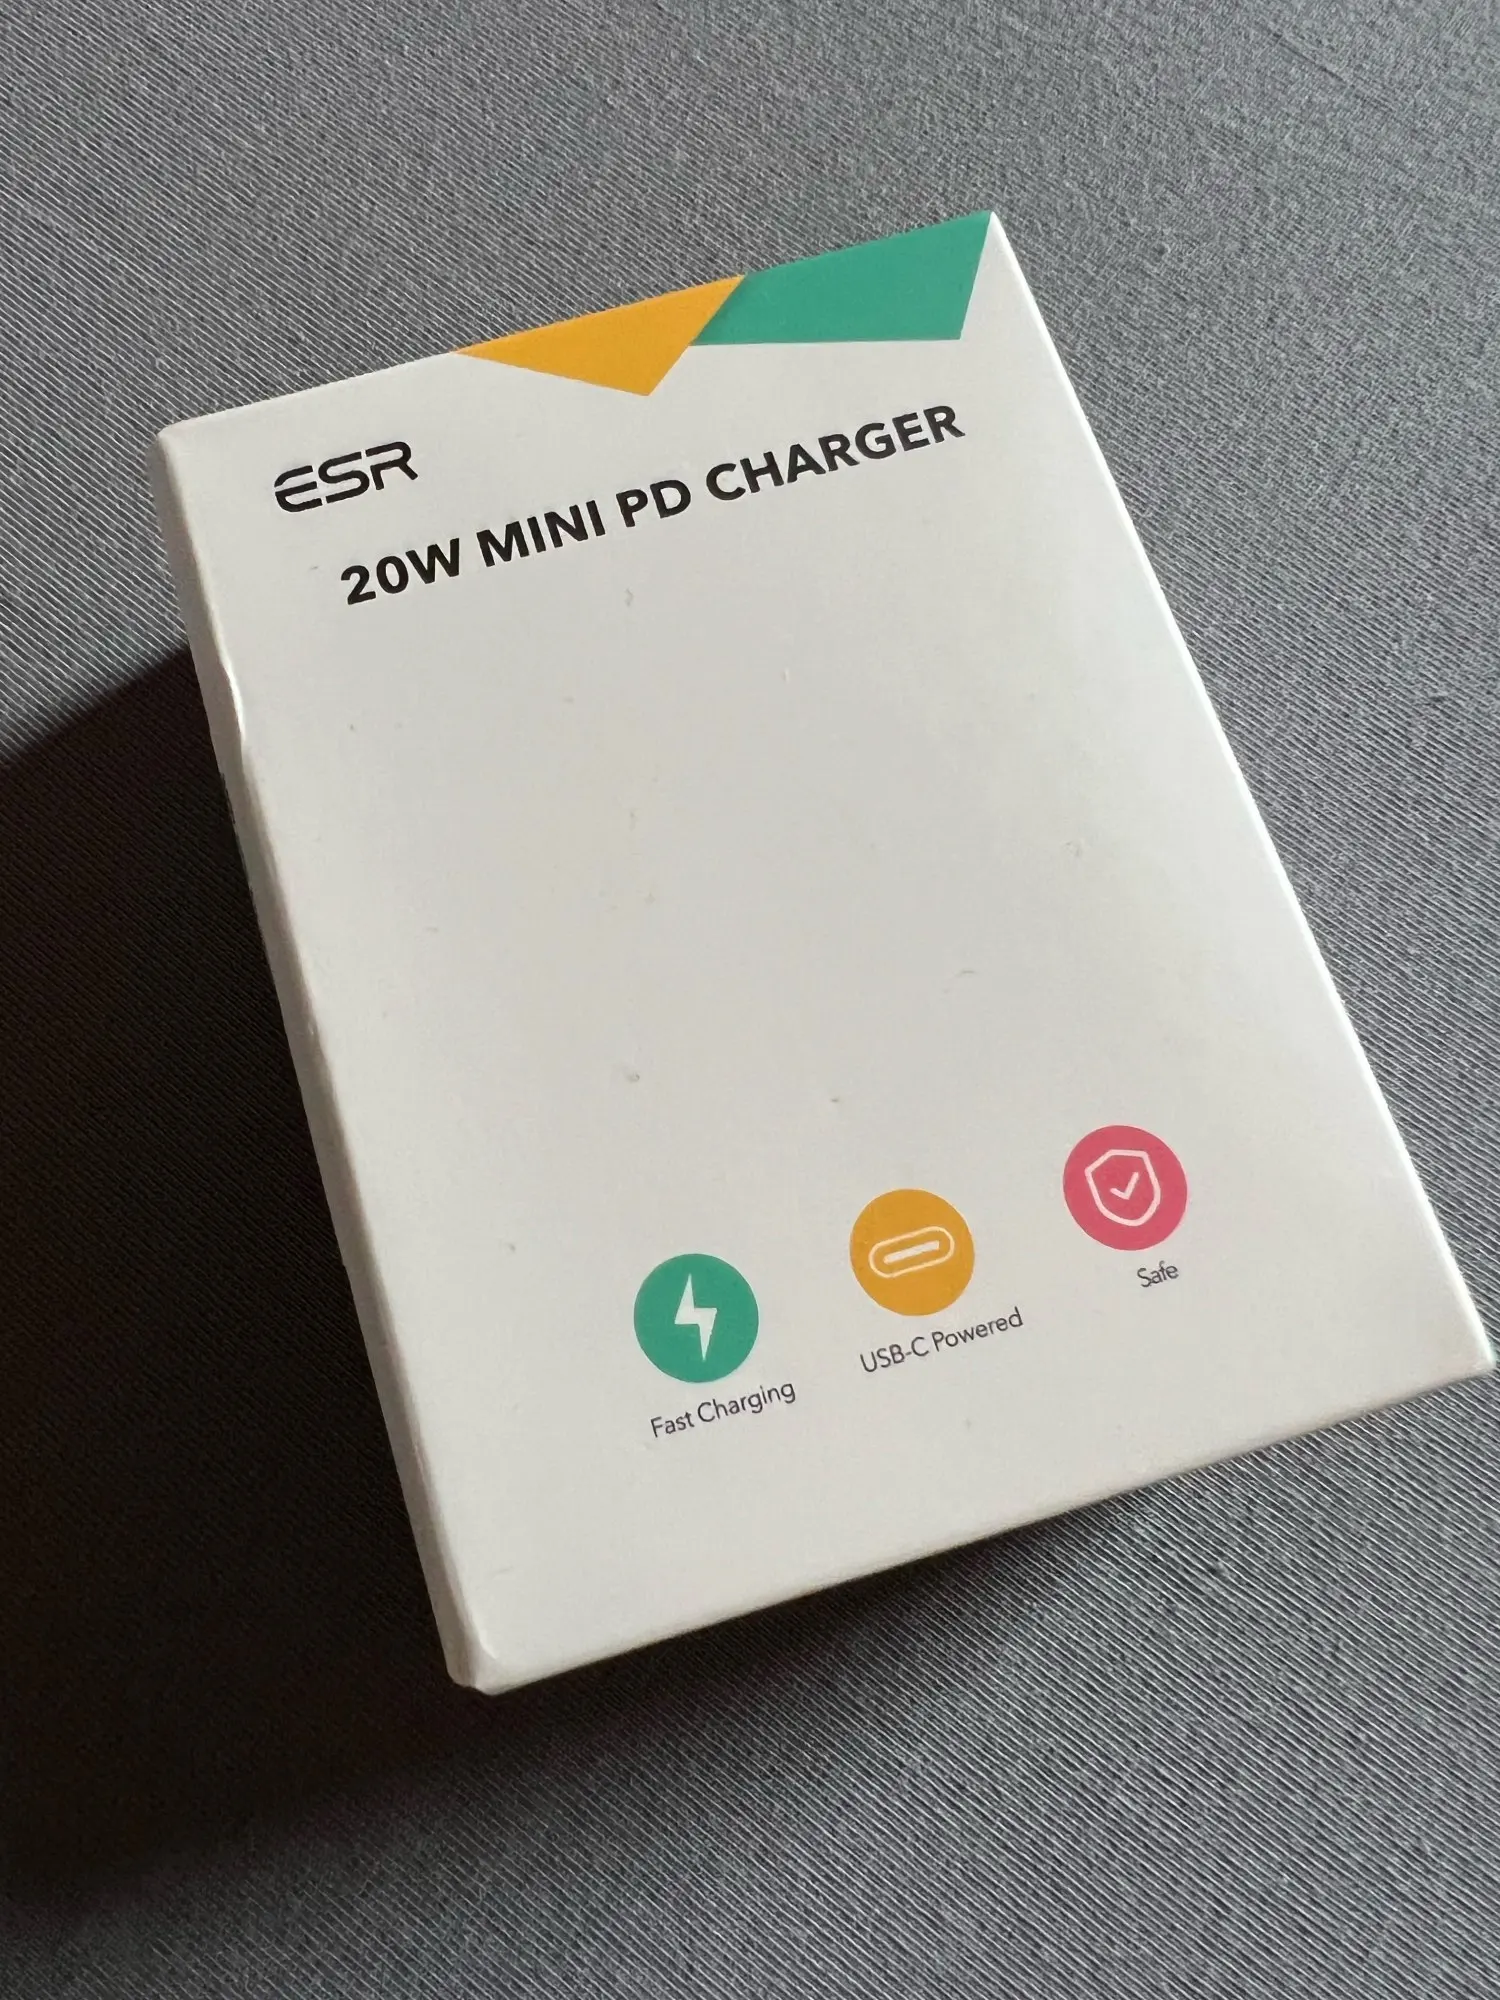 ESR
20W MINI PD CHARGER
Fast Charging
USB-C Powered
Safe